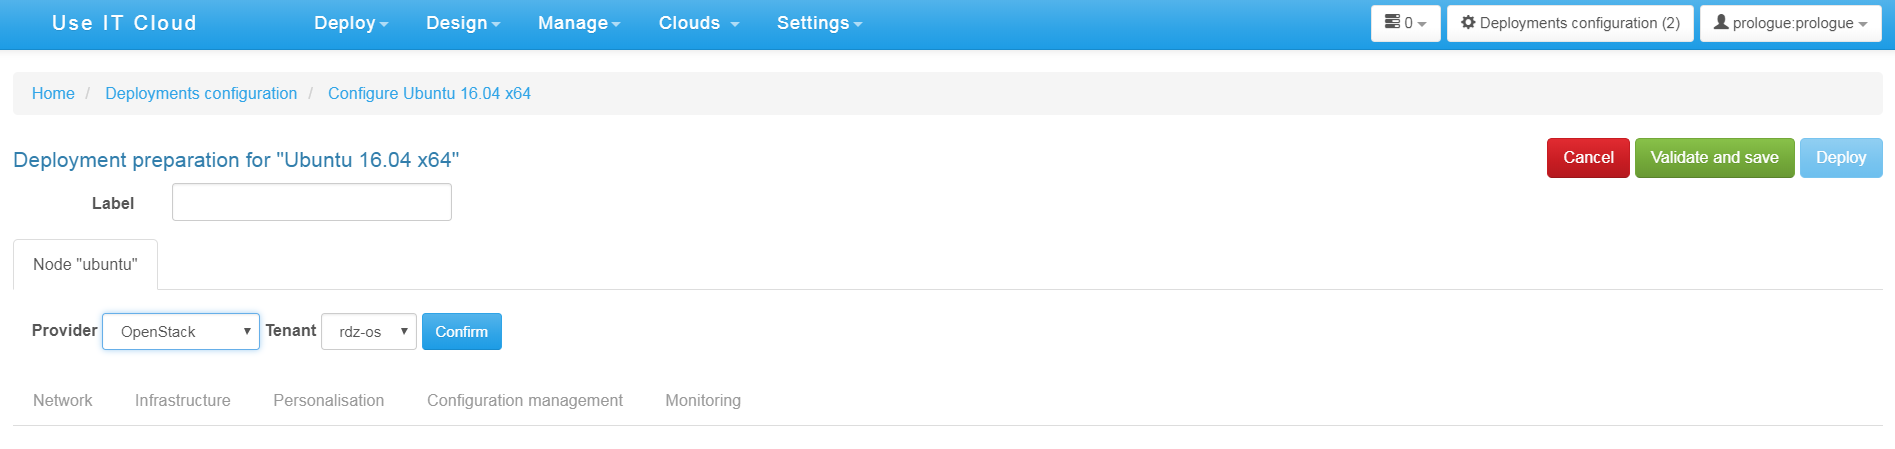 Use IT Cloud Deploy Design Manage Clouds Settings 0 Deployments configuration (2) prologue:prologue
Home / Deployments configuration / Configure Ubuntu 16.04 x64
Deployment preparation for "Ubuntu 16.04 x64" Cancel Validate and save Deploy
Label
Node "ubuntu"
Provider OpenStack Tenant rdz-os Confirm
Network Infrastructure Personalisation Configuration management Monitoring